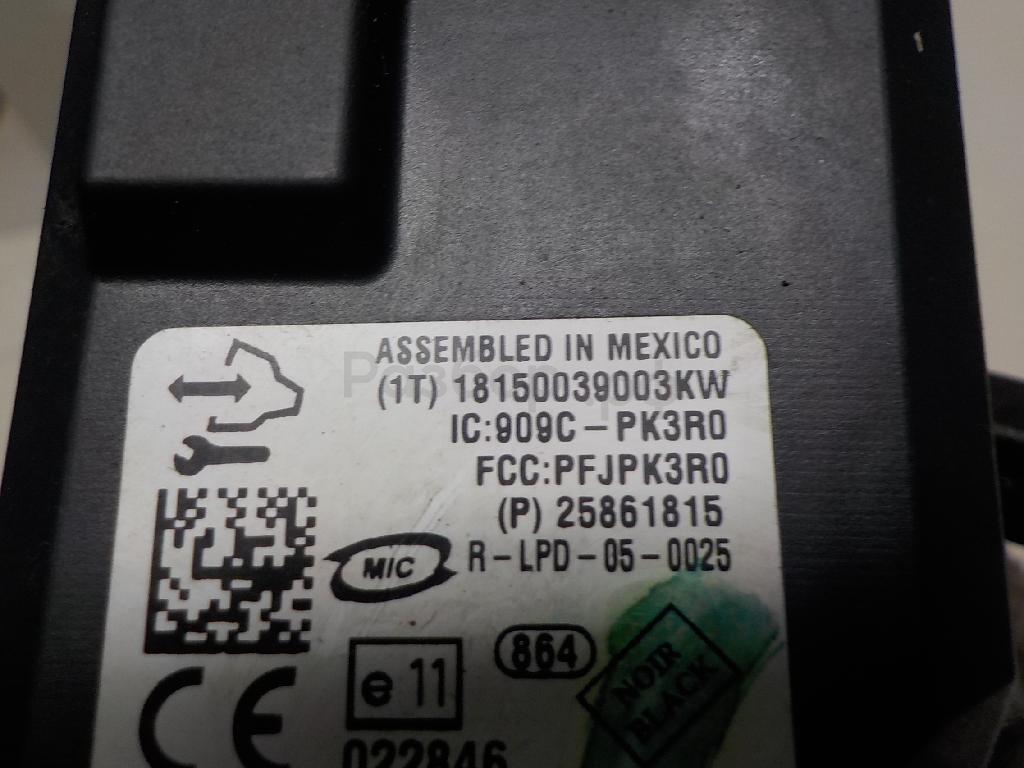 ASSEMBLED IN MEXICO
(1T) 18150039003KW
IC:909C-PK3R0
FCC:PFJPK3R0
(P) 25861815
MIC R-LPD-05-0025
864
NOIR
BLACK
e 11
CE
022846